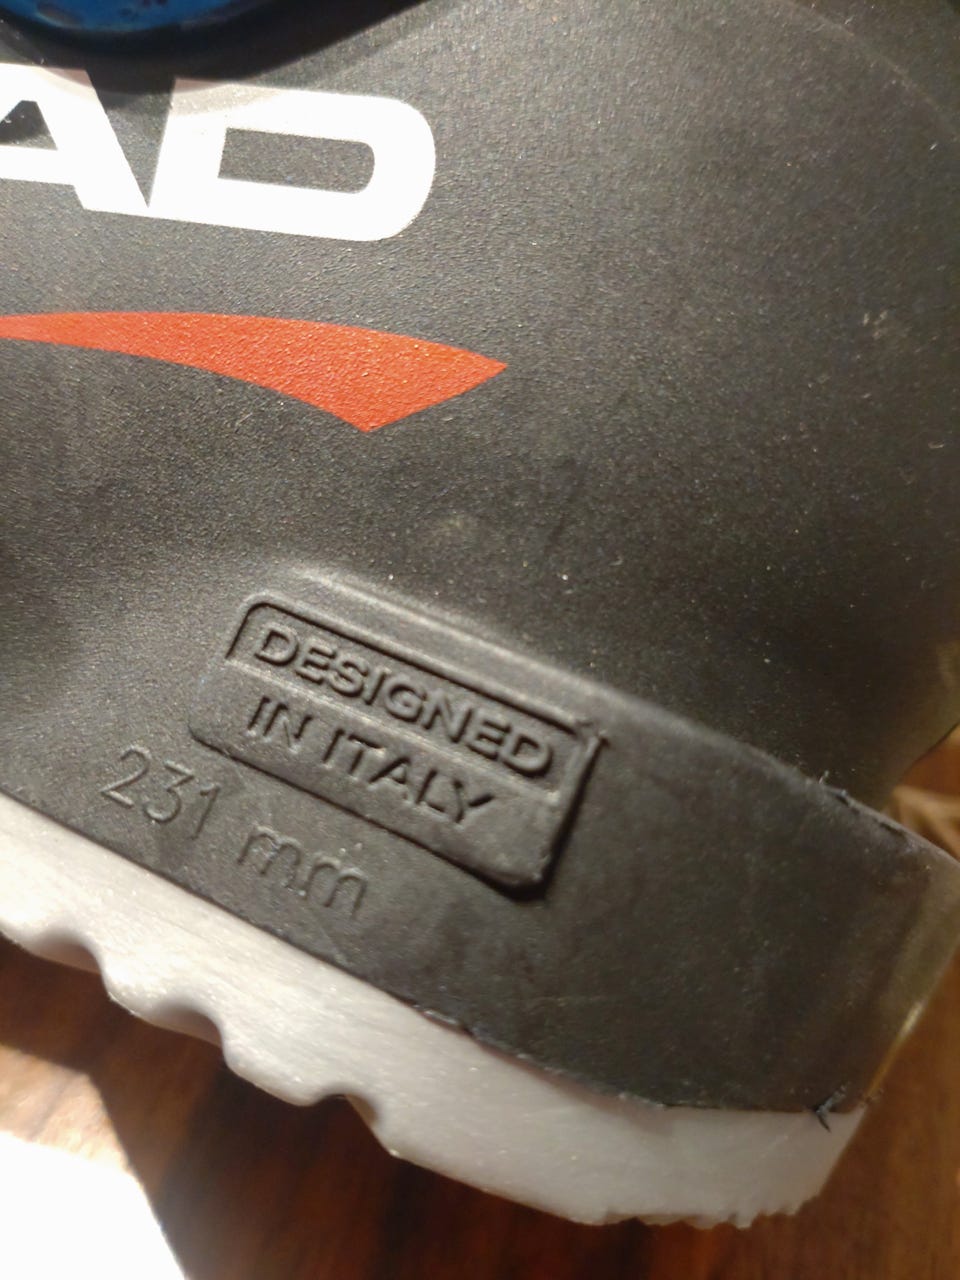 AD
DESIGNED
IN ITALY
231 mm